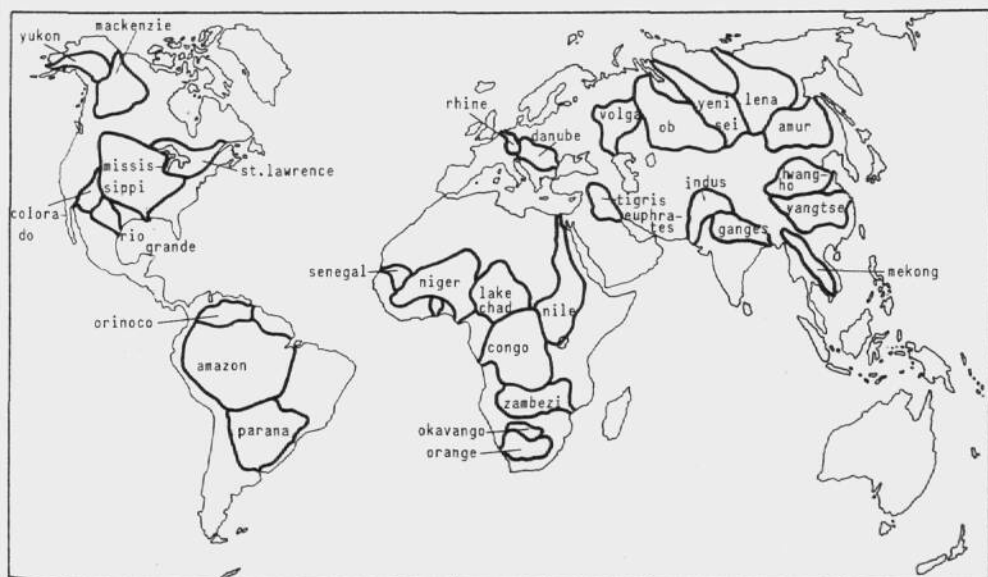 yukon
mackenzie
missis
sippi
st.lawrence
colora
do
rio
grande
orinoco
amazon
parana
rhine
danube
volga
ob
yeni
sei
lena
amur
hwang-
ho
yangtse
indus
ganges
mekong
tigris
euphra-
tes
senegal
niger
lake
chad
nile
congo
zambezi
okavango
orange